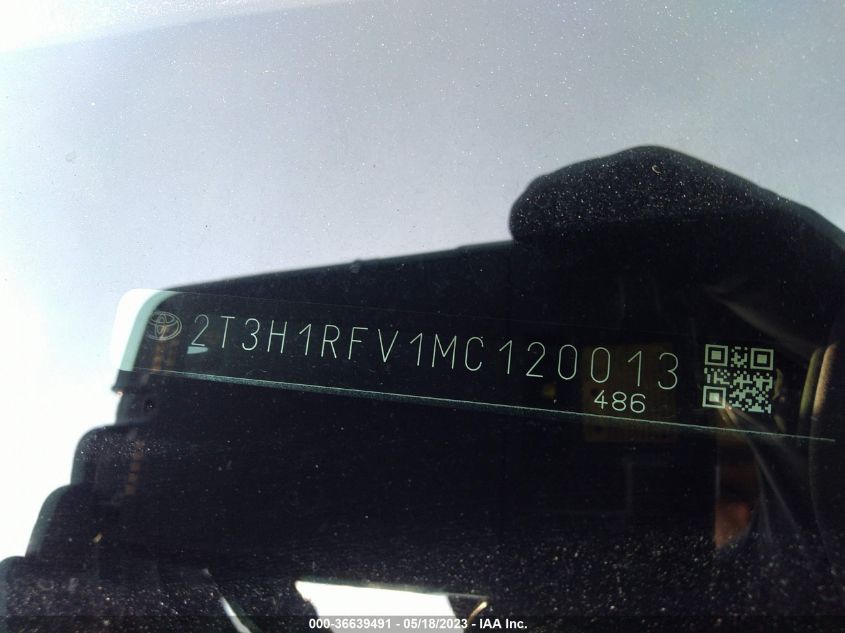 2T3H1RFV1MC120013
486
000-36639491 - 05/18/2023 - IAA Inc.